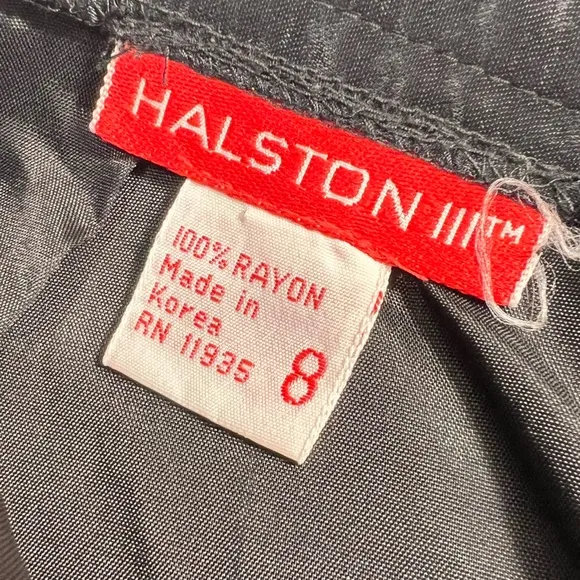 HALSTON III™
100% RAYON
Made in
Korea
RN 11935
8